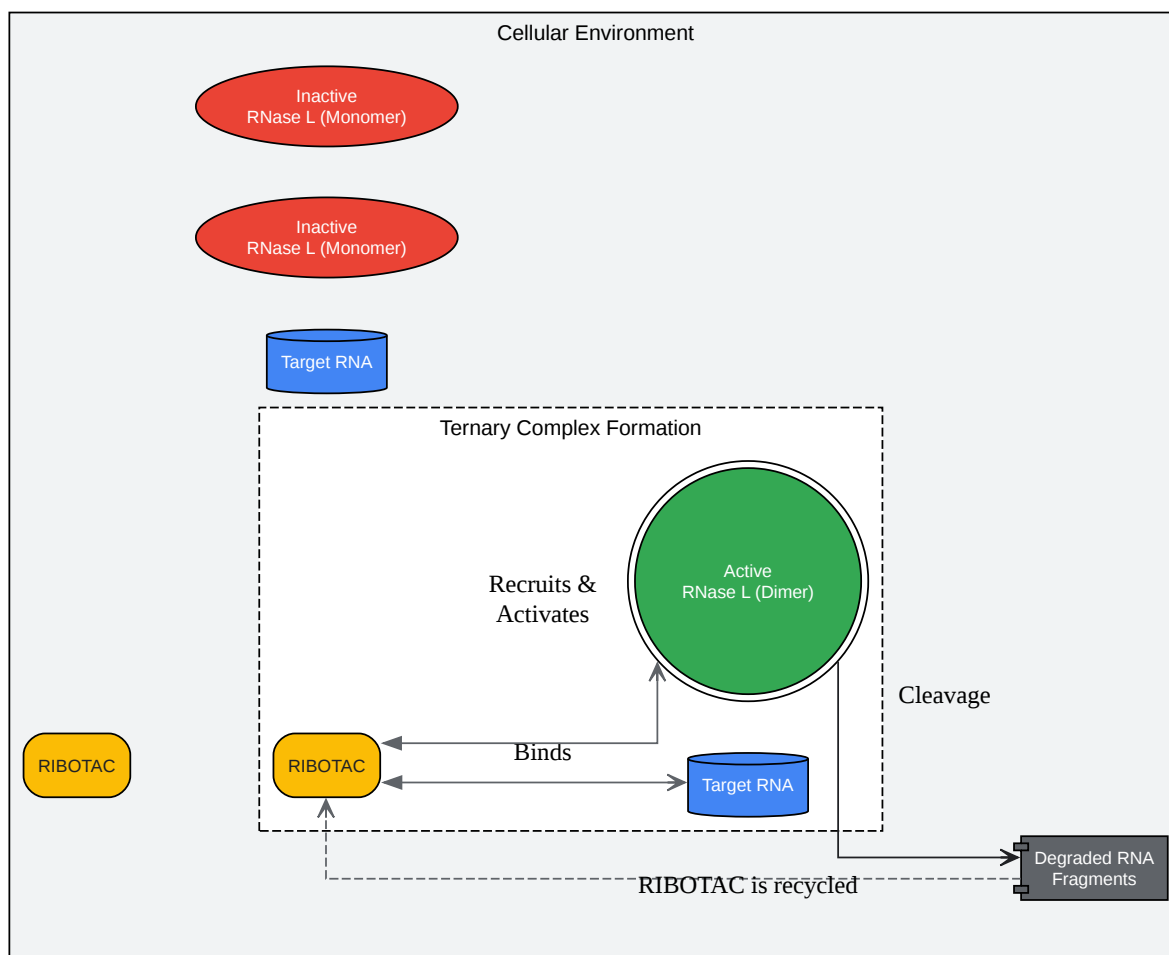 Cellular Environment
Inactive
RNase L (Monomer)
Inactive
RNase L (Monomer)
Target RNA
Ternary Complex Formation
Active
RNase L (Dimer)
Recruits &
Activates
Cleavage
Binds
RIBOTAC
RIBOTAC
Target RNA
Degraded RNA
Fragments
RIBOTAC is recycled